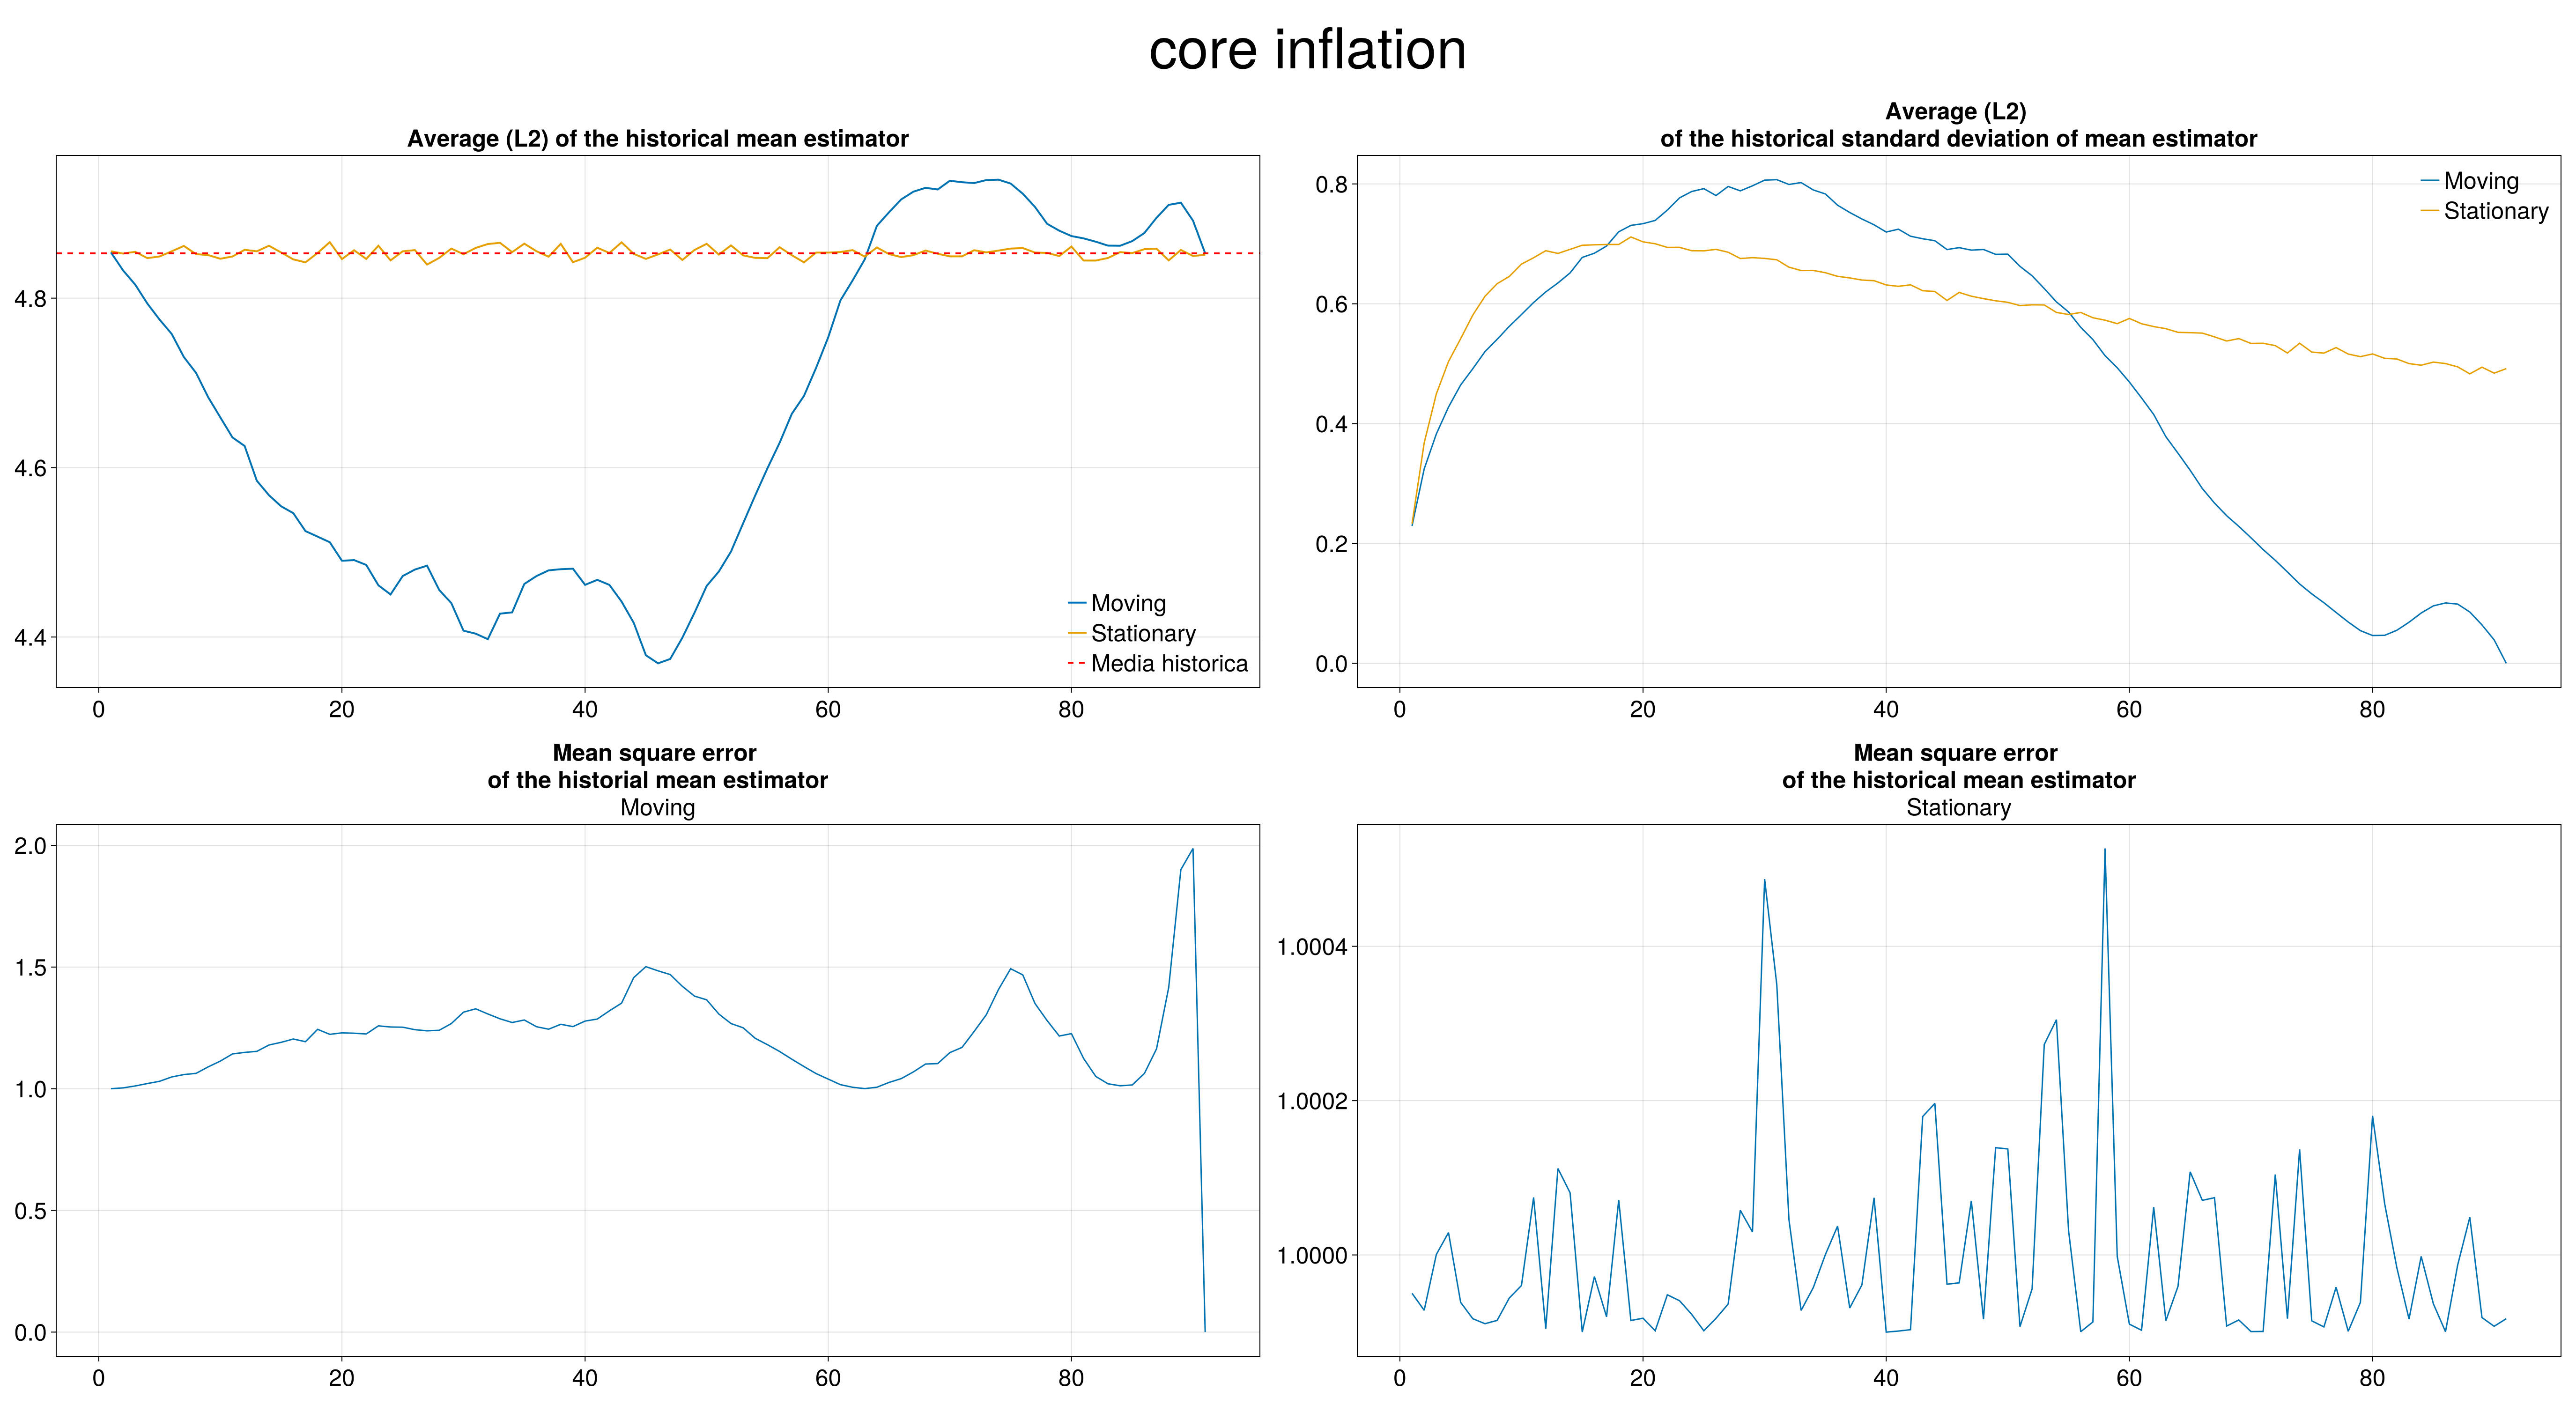 core inflation
Average (L2) of the historical mean estimator
4.8
4.6
4.4
0 20 40 60 80
Moving
Stationary
Media historica
Average (L2)
of the historical standard deviation of mean estimator
0.8
0.6
0.4
0.2
0.0
0 20 40 60 80
Moving
Stationary
Mean square error
of the historial mean estimator
Moving
2.0
1.5
1.0
0.5
0.0
0 20 40 60 80
Mean square error
of the historical mean estimator
Stationary
1.0004
1.0002
1.0000
0 20 40 60 80